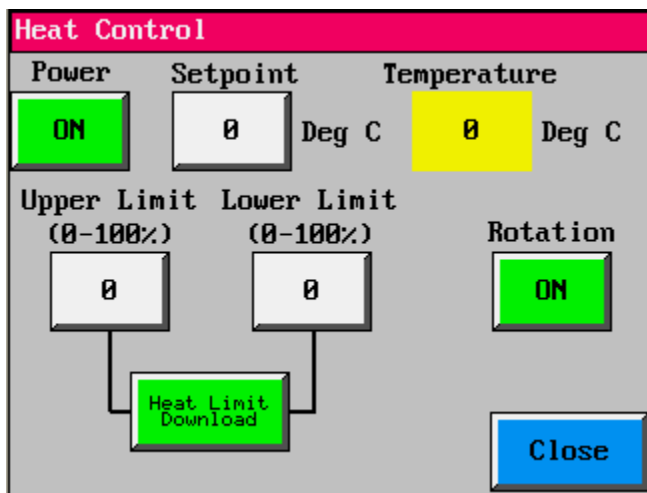 Heat Control
Power Setpoint Temperature
ON 0 Deg C 0 Deg C
Upper Limit Lower Limit
(0-100%) (0-100%) Rotation
0 0 ON
Heat Limit
Download
Close